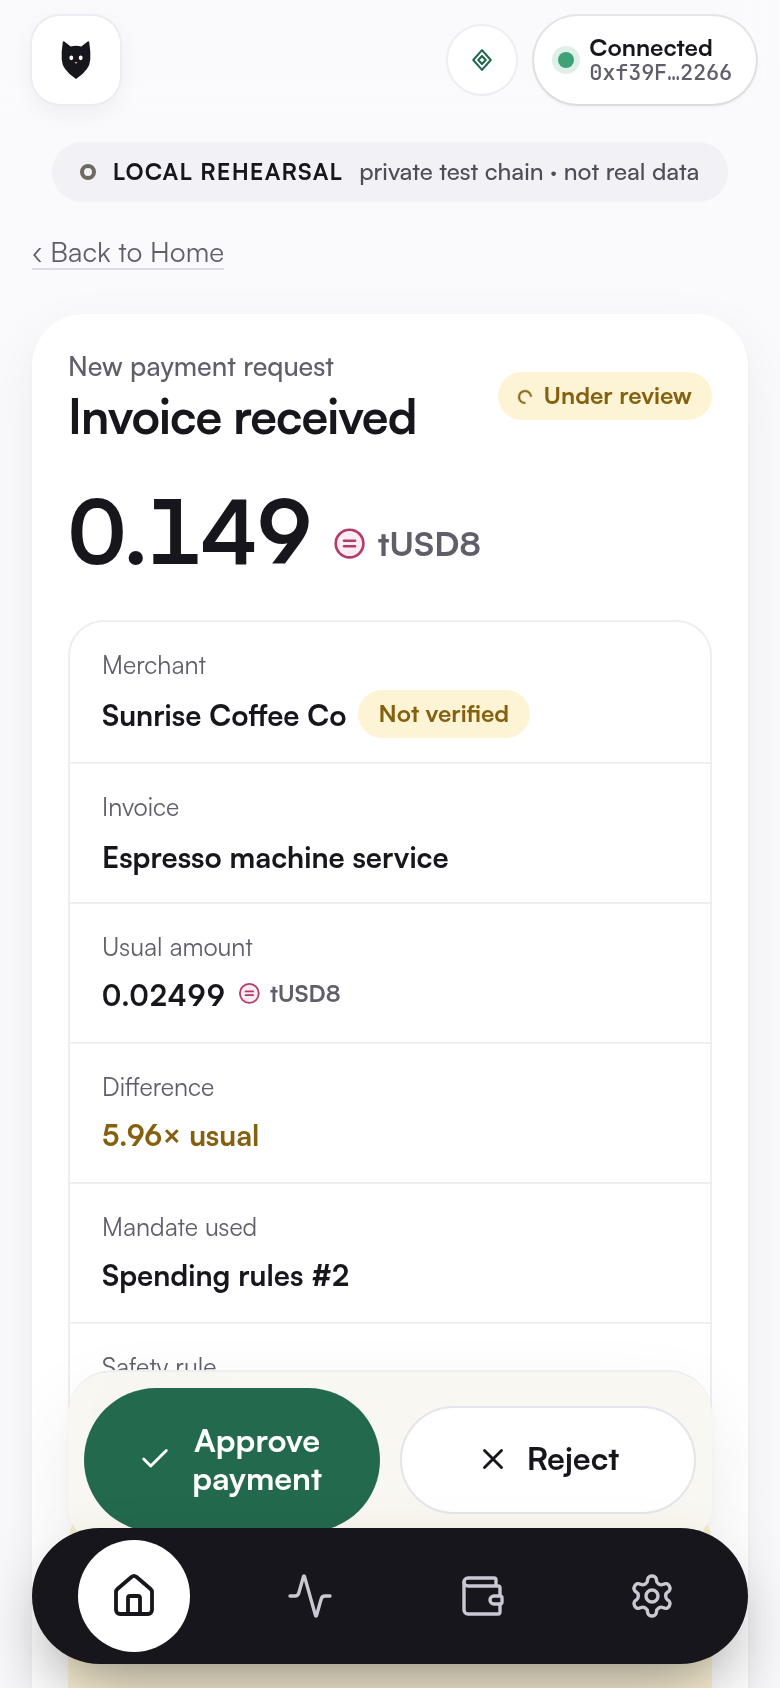 Connected
0xf39F…2266
LOCAL REHEARSAL private test chain · not real data
‹ Back to Home
New payment request
Invoice received
Under review
0.149 tUSD8
Merchant
Sunrise Coffee Co Not verified
Invoice
Espresso machine service
Usual amount
0.02499 tUSD8
Difference
5.96× usual
Mandate used
Spending rules #2
Safety rule
Approve
payment
Reject